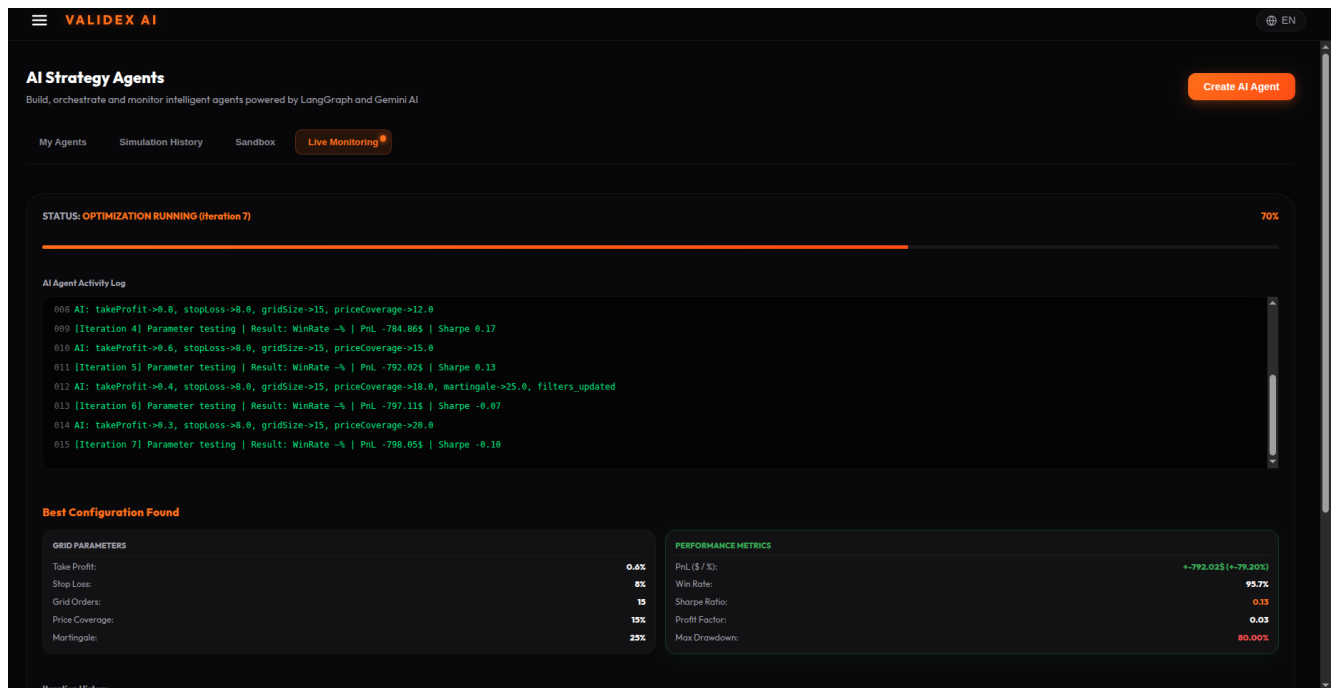 VALIDEX AI
EN
AI Strategy Agents
Build, orchestrate and monitor intelligent agents powered by LangGraph and Gemini AI
Create AI Agent
My Agents
Simulation History
Sandbox
Live Monitoring
STATUS: OPTIMIZATION RUNNING (iteration 7)
70%
AI Agent Activity Log
008 AI: takeProfit->0.8, stopLoss->8.0, gridSize->15, priceCoverage->12.0
009 [Iteration 4] Parameter testing | Result: WinRate —% | PnL -784.86$ | Sharpe 0.17
010 AI: takeProfit->0.6, stopLoss->8.0, gridSize->15, priceCoverage->15.0
011 [Iteration 5] Parameter testing | Result: WinRate —% | PnL -792.02$ | Sharpe 0.13
012 AI: takeProfit->0.4, stopLoss->8.0, gridSize->15, priceCoverage->18.0, martingale->25.0, filters_updated
013 [Iteration 6] Parameter testing | Result: WinRate —% | PnL -797.11$ | Sharpe -0.07
014 AI: takeProfit->0.3, stopLoss->8.0, gridSize->15, priceCoverage->20.0
015 [Iteration 7] Parameter testing | Result: WinRate —% | PnL -798.05$ | Sharpe -0.10
Best Configuration Found
GRID PARAMETERS
Take Profit: 0.6%
Stop Loss: 8%
Grid Orders: 15
Price Coverage: 15%
Martingale: 25%
PERFORMANCE METRICS
PnL ($ / %): +-792.02$ (+-79.20%)
Win Rate: 95.7%
Sharpe Ratio: 0.13
Profit Factor: 0.03
Max Drawdown: 80.00%